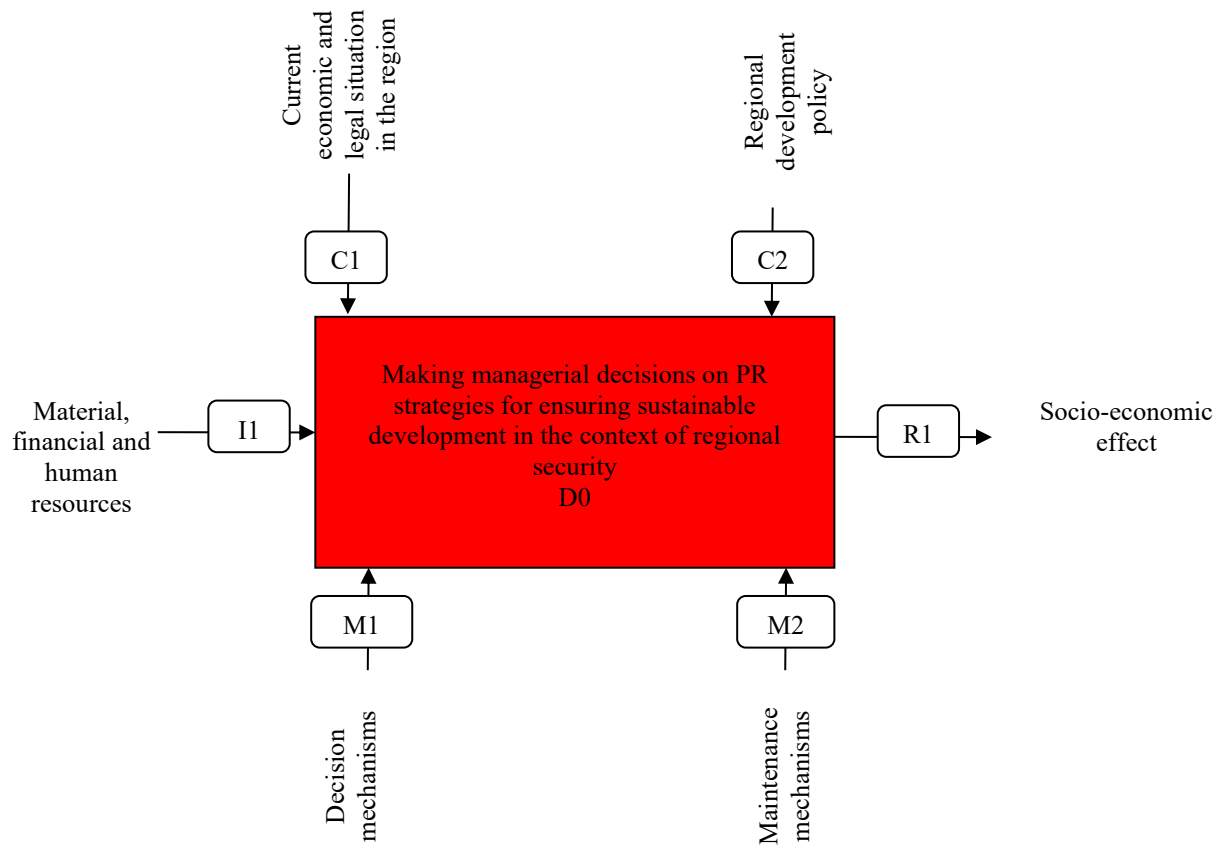 Current
economic and
legal situation
in the region
Regional
development
policy
C1
C2
Making managerial decisions on PR
strategies for ensuring sustainable
development in the context of regional
security
D0
Material,
financial and
human
resources
I1
R1
Socio-economic
effect
M1
M2
Decision
mechanisms
Maintenance
mechanisms